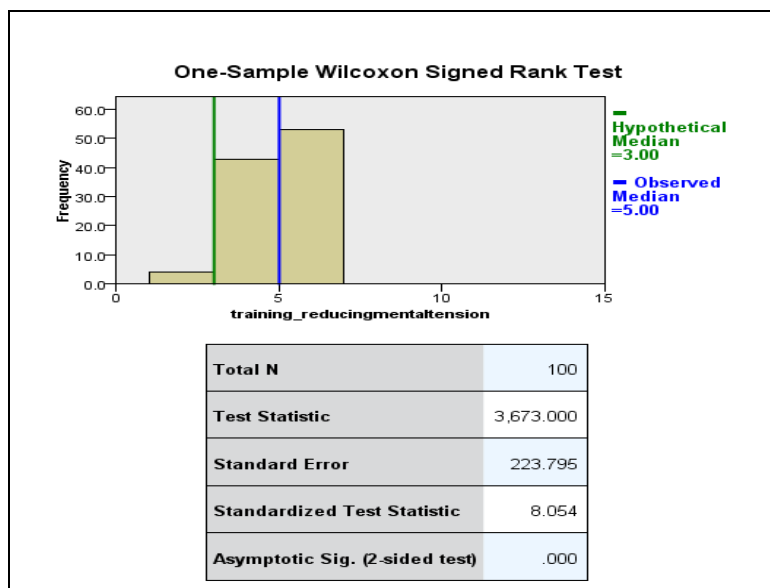 One-Sample Wilcoxon Signed Rank Test
60.0
50.0
40.0
30.0
20.0
10.0
0.0
Frequency
0
5
10
15
training_reducingmentaltension
Hypothetical
Median
=3.00
Observed
Median
=5.00
Total N 100
Test Statistic 3,673.000
Standard Error 223.795
Standardized Test Statistic 8.054
Asymptotic Sig. (2-sided test) .000